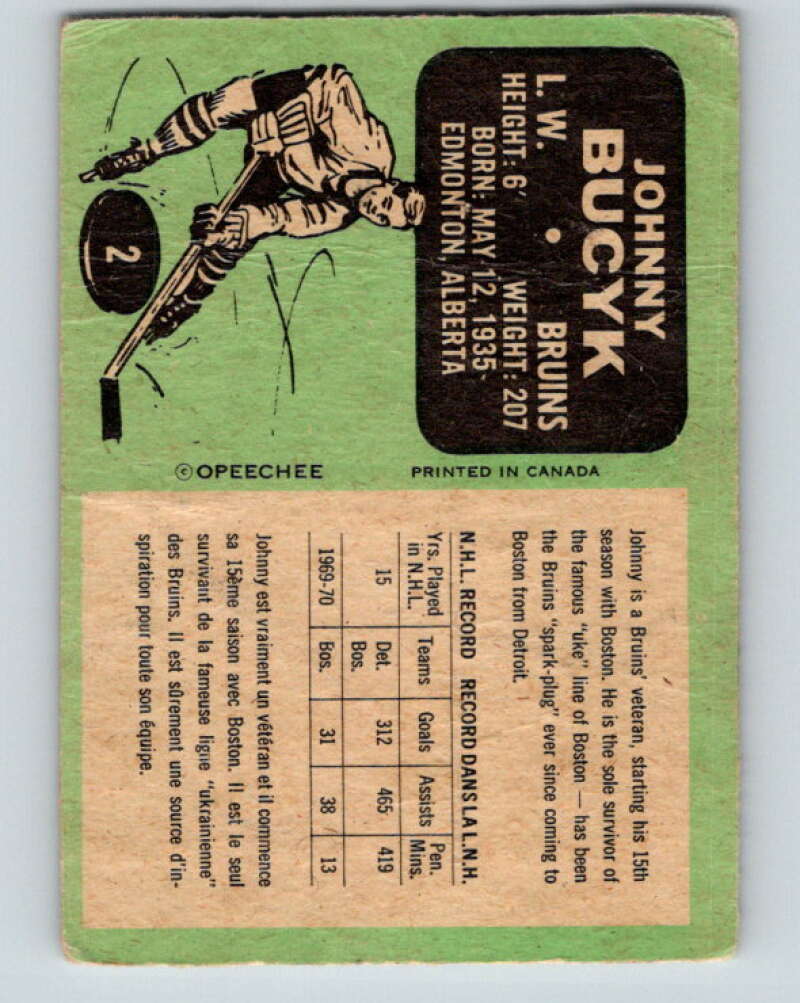 JOHNNY
BUCYK
L. W. • BRUINS
HEIGHT: 6′ WEIGHT: 207
BORN: MAY 12, 1935
EDMONTON, ALBERTA
2
© OPEECHEE PRINTED IN CANADA
Johnny is a Bruins' veteran, starting his 15th
season with Boston. He is the sole survivor of
the famous "uke" line of Boston — has been
the Bruins "spark-plug" ever since coming to
Boston from Detroit.
N.H.L. RECORD RECORD DANS LA L.N.H.
Yrs. Played Teams Goals Assists Pen.
in N.H.L. Mins.
15 Det. 312 465 419
Bos.
1969-70 Bos. 31 38 13
Johnny est vraiment un vétéran et il commence
sa 15ème saison avec Boston. Il est le seul
survivant de la fameuse ligne "ukrainienne"
des Bruins. Il est sûrement une source d'in-
spiration pour toute son équipe.